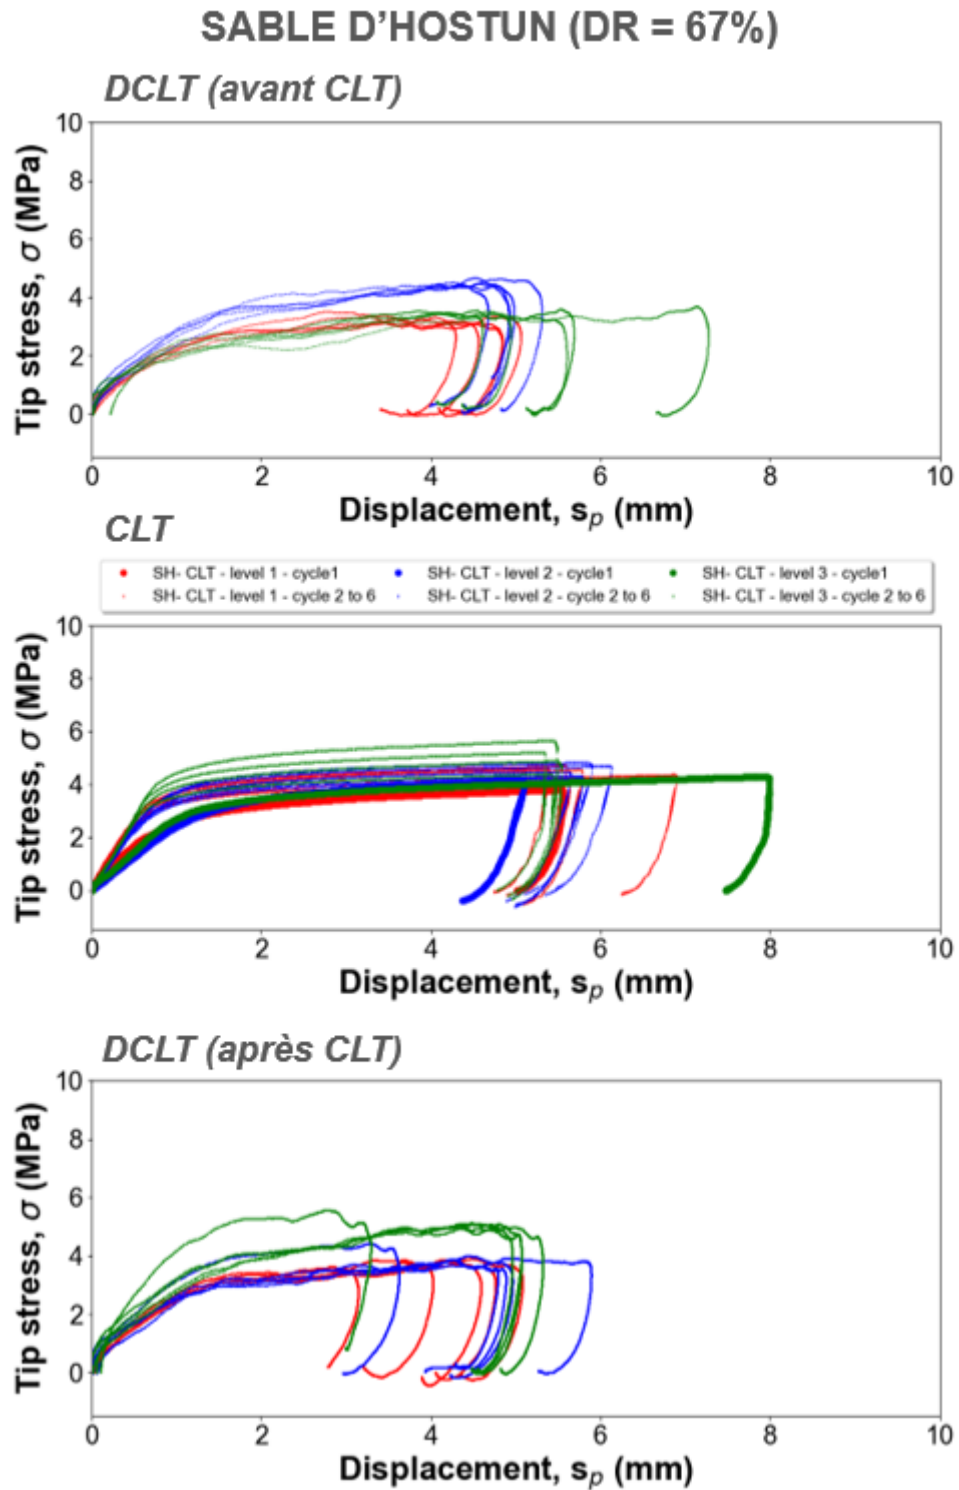 SABLE D'HOSTUN (DR = 67%)
DCLT (avant CLT)
Tip stress, σ (MPa)
10
8
6
4
2
0
0 2 4 6 8 10
Displacement, sₚ (mm)
CLT
SH- CLT - level 1 - cycle1 SH- CLT - level 2 - cycle1 SH- CLT - level 3 - cycle1
SH- CLT - level 1 - cycle 2 to 6 SH- CLT - level 2 - cycle 2 to 6 SH- CLT - level 3 - cycle 2 to 6
Tip stress, σ (MPa)
10
8
6
4
2
0
0 2 4 6 8 10
Displacement, sₚ (mm)
DCLT (après CLT)
Tip stress, σ (MPa)
10
8
6
4
2
0
0 2 4 6 8 10
Displacement, sₚ (mm)